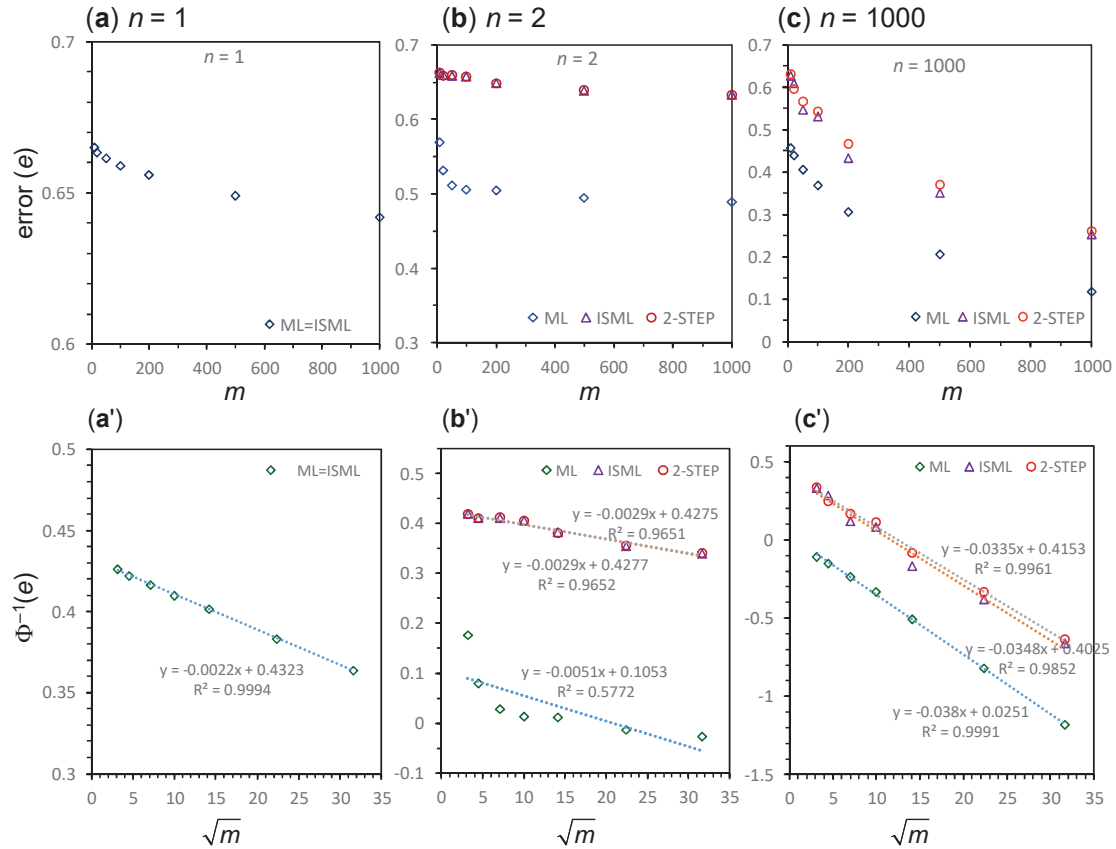 (a) n = 1
(b) n = 2
(c) n = 1000
error (e)
0.7
0.65
0.6
n = 1
ML=ISML
0 200 400 600 800 1000
m
0.7
0.6
0.5
0.4
0.3
n = 2
ML ISML 2-STEP
0 200 400 600 800 1000
m
0.7
0.6
0.5
0.4
0.3
0.2
0.1
0
n = 1000
ML ISML 2-STEP
0 200 400 600 800 1000
m
(a')
Φ⁻¹(e)
0.5
0.45
0.4
0.35
0.3
ML=ISML
y = -0.0022x + 0.4323
R² = 0.9994
0 5 10 15 20 25 30 35
√m
(b')
0.5
0.4
0.3
0.2
0.1
0
-0.1
ML ISML 2-STEP
y = -0.0029x + 0.4275
R² = 0.9651
y = -0.0029x + 0.4277
R² = 0.9652
y = -0.0051x + 0.1053
R² = 0.5772
0 5 10 15 20 25 30 35
√m
(c')
0.5
0
-0.5
-1
-1.5
ML ISML 2-STEP
y = -0.0335x + 0.4153
R² = 0.9961
y = -0.0348x + 0.4025
R² = 0.9852
y = -0.038x + 0.0251
R² = 0.9991
0 5 10 15 20 25 30 35
√m